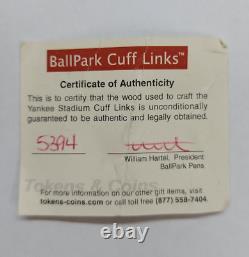 BallPark Cuff Links™
Certificate of Authenticity
This is to certify that the wood used to craft the
Yankee Stadium Cuff Links is unconditionally
guaranteed to be authentic and legally obtained.
5394
William Hartel, President
BallPark Pens
Tokens & Coins
For more information on our other gift items, visit
tokens-coins.com or call toll free (877) 558-7404.